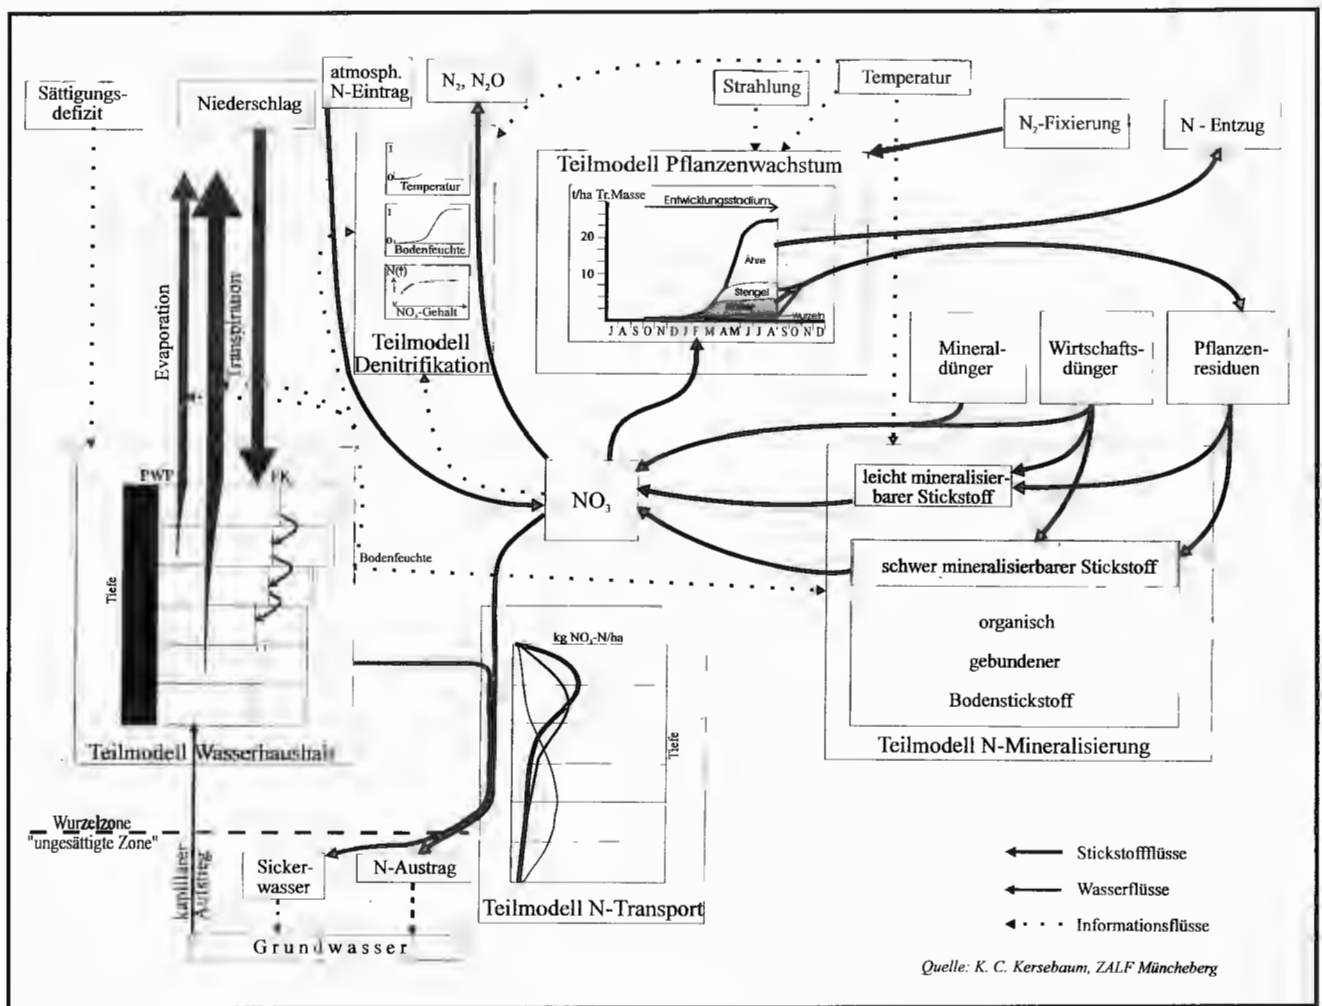 Sättigungs-
defizit
Niederschlag
atmosph.
N-Eintrag
N₂, N₂O
Strahlung
Temperatur
N₂-Fixierung
N - Entzug
1
0
Temperatur
1
0
Bodenfeuchte
N(t)
NO₃-Gehalt
Teilmodell
Denitrifikation
Teilmodell Pflanzenwachstum
t/ha Tr.Masse
Entwicklungsstadium
20
10
Ähre
Stengel
Wurzeln
J A S O N D J F M A M J J A S O N D
Evaporation
Transpiration
Mineral-
dünger
Wirtschafts-
dünger
Pflanzen-
residuen
PWP
FK
Tiefe
NO₃
leicht mineralisier-
barer Stickstoff
Bodenfeuchte
schwer mineralisierbarer Stickstoff
organisch
gebundener
Bodenstickstoff
Teilmodell N-Mineralisierung
kg NO₃-N/ha
Tiefe
Teilmodell Wasserhaushalt
Wurzelzone
"ungesättigte Zone"
kapillarer
Aufstieg
Sicker-
wasser
N-Austrag
Teilmodell N-Transport
Grundwasser
Stickstoffflüsse
Wasserflüsse
Informationsflüsse
Quelle: K. C. Kersebaum, ZALF Müncheberg